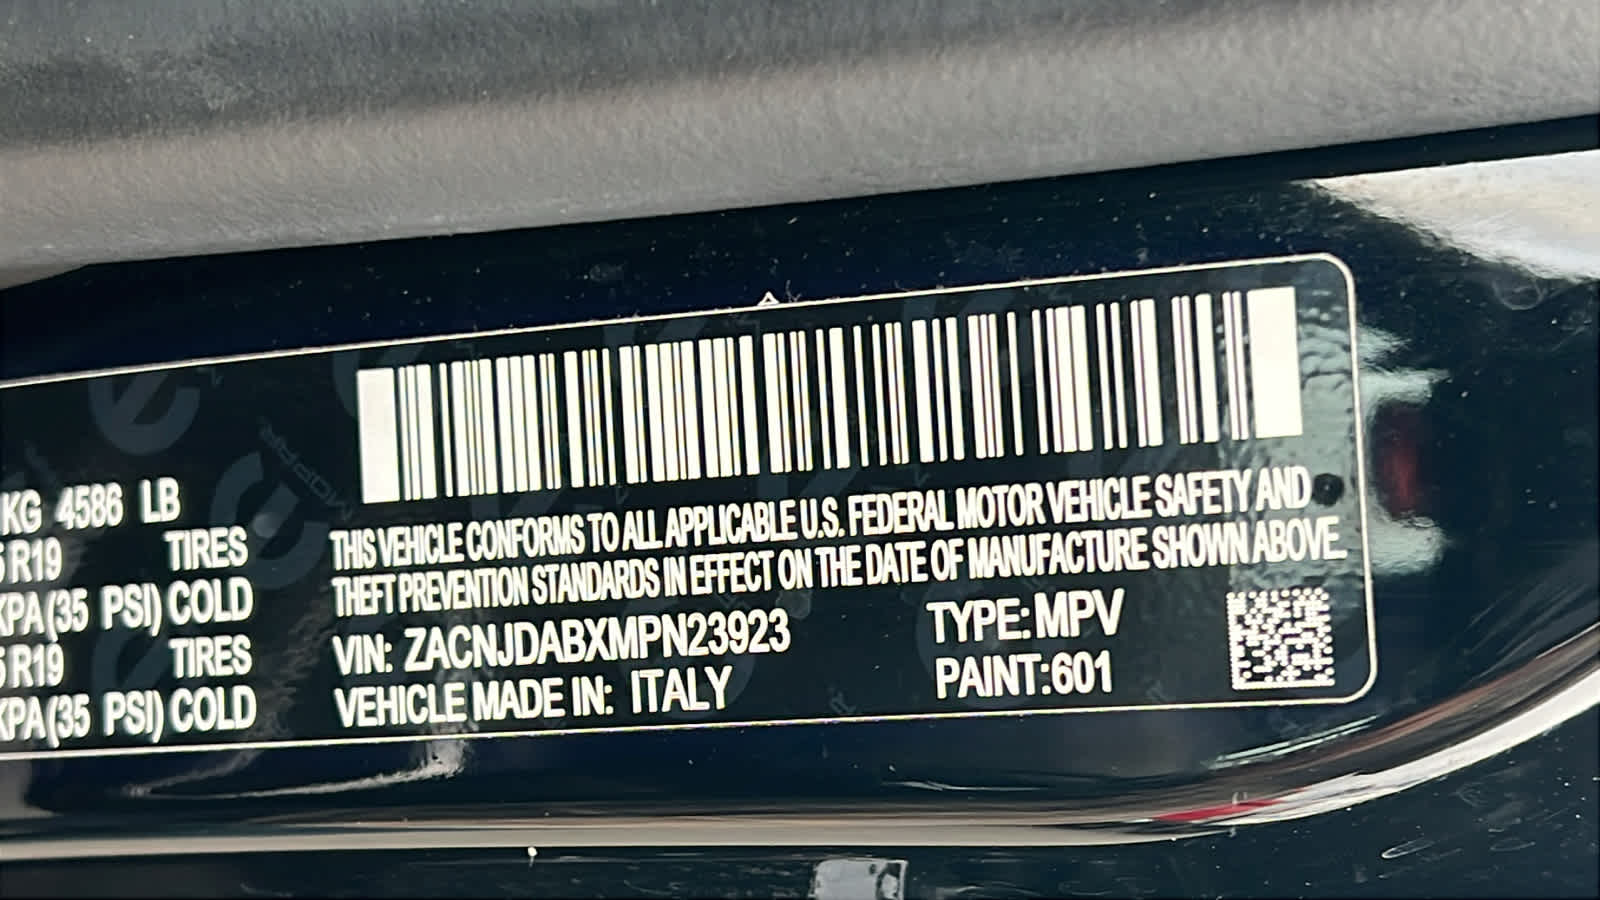 KG 4586 LB
R19 TIRES
KPA(35 PSI) COLD
R19 TIRES
KPA(35 PSI) COLD
THIS VEHICLE CONFORMS TO ALL APPLICABLE U.S. FEDERAL MOTOR VEHICLE SAFETY AND
THEFT PREVENTION STANDARDS IN EFFECT ON THE DATE OF MANUFACTURE SHOWN ABOVE.
VIN: ZACNJDABXMPN23923 TYPE: MPV
VEHICLE MADE IN: ITALY PAINT:601
MOPAR